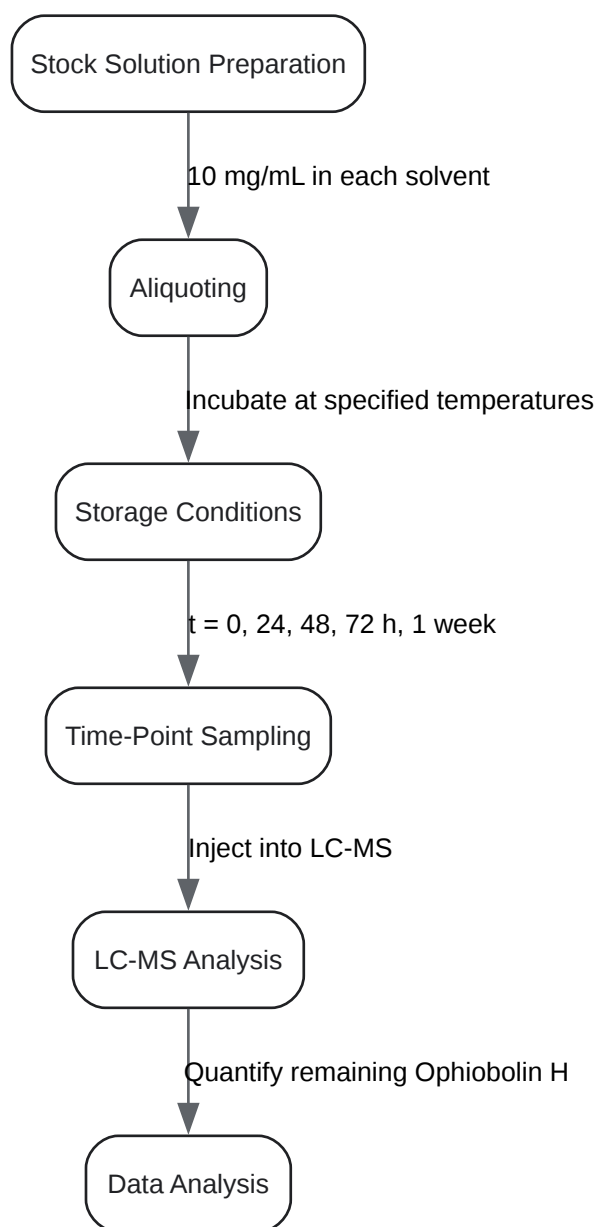 Stock Solution Preparation
10 mg/mL in each solvent
Aliquoting
Incubate at specified temperatures
Storage Conditions
t = 0, 24, 48, 72 h, 1 week
Time-Point Sampling
Inject into LC-MS
LC-MS Analysis
Quantify remaining Ophiobolin H
Data Analysis